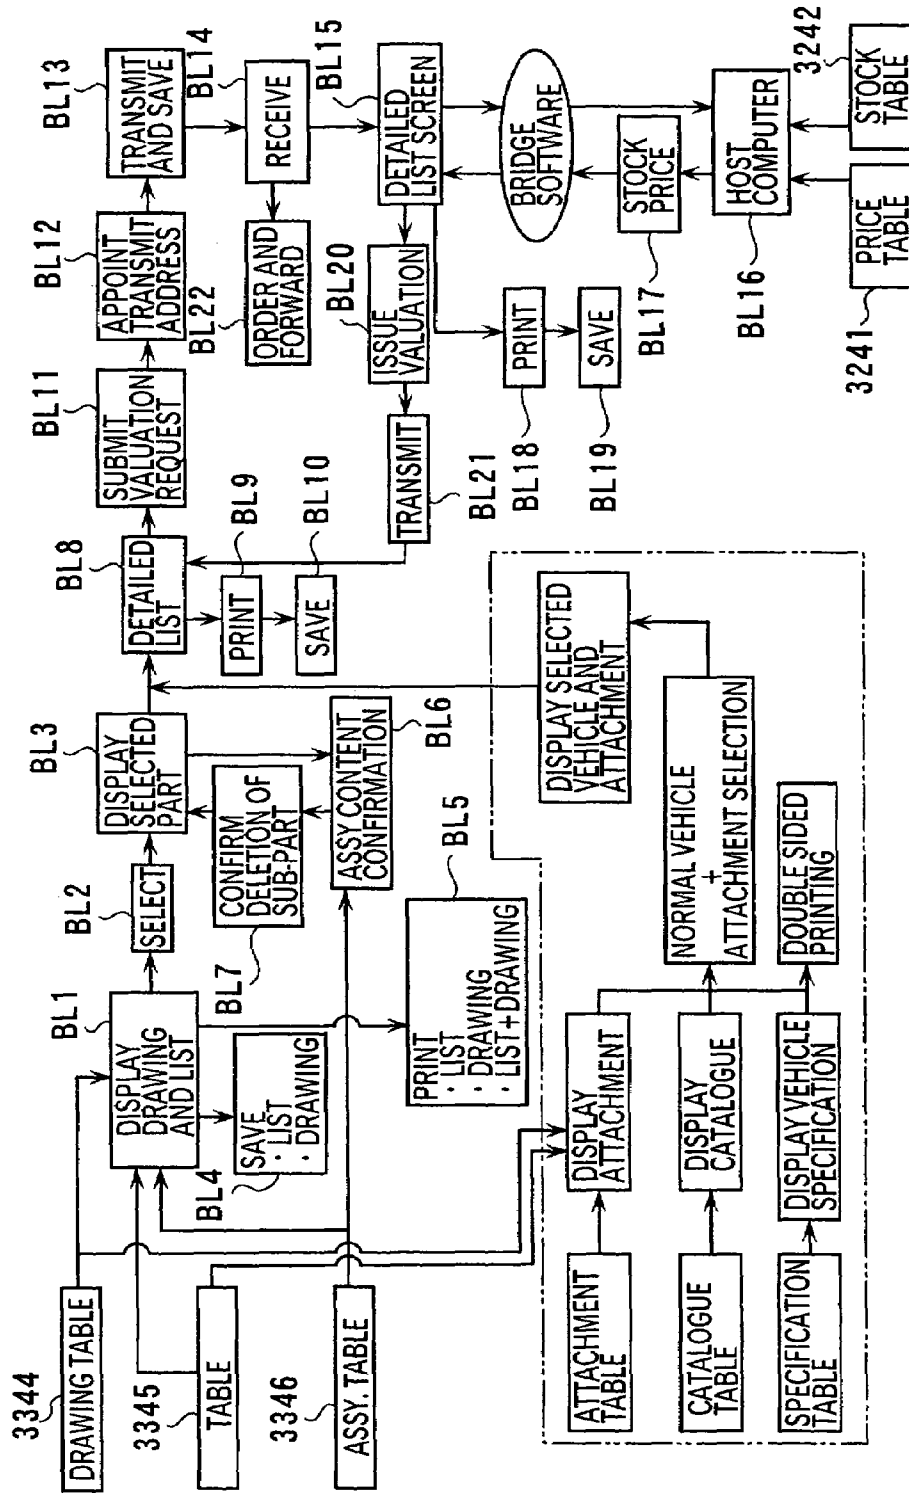 3344
DRAWING TABLE
3345
TABLE
3346
ASSY. TABLE
BL1
DISPLAY
DRAWING
AND LIST
BL2
SELECT
BL3
DISPLAY
SELECTED
PART
BL4
SAVE
·LIST
·DRAWING
BL5
PRINT
·LIST
·DRAWING
·LIST+DRAWING
BL6
ASSY CONTENT
CONFIRMATION
BL7
CONFIRM
DELETION OF
SUB-PART
BL8
DETAILED
LIST
BL9
PRINT
BL10
SAVE
BL11
SUBMIT
VALUATION
REQUEST
BL12
APPOINT
TRANSMIT
ADDRESS
BL13
TRANSMIT
AND SAVE
BL14
RECEIVE
BL22
ORDER AND
FORWARD
BL15
DETAILED
LIST SCREEN
BL20
ISSUE
VALUATION
BL21
TRANSMIT
BL18
PRINT
BL19
SAVE
BRIDGE
SOFTWARE
BL17
STOCK
PRICE
BL16
HOST
COMPUTER
3241
PRICE
TABLE
3242
STOCK
TABLE
ATTACHMENT
TABLE
DISPLAY
ATTACHMENT
CATALOGUE
TABLE
DISPLAY
CATALOGUE
SPECIFICATION
TABLE
DISPLAY VEHICLE
SPECIFICATION
NORMAL VEHICLE
+
ATTACHMENT SELECTION
DOUBLE SIDED
PRINTING
DISPLAY SELECTED
VEHICLE AND
ATTACHMENT